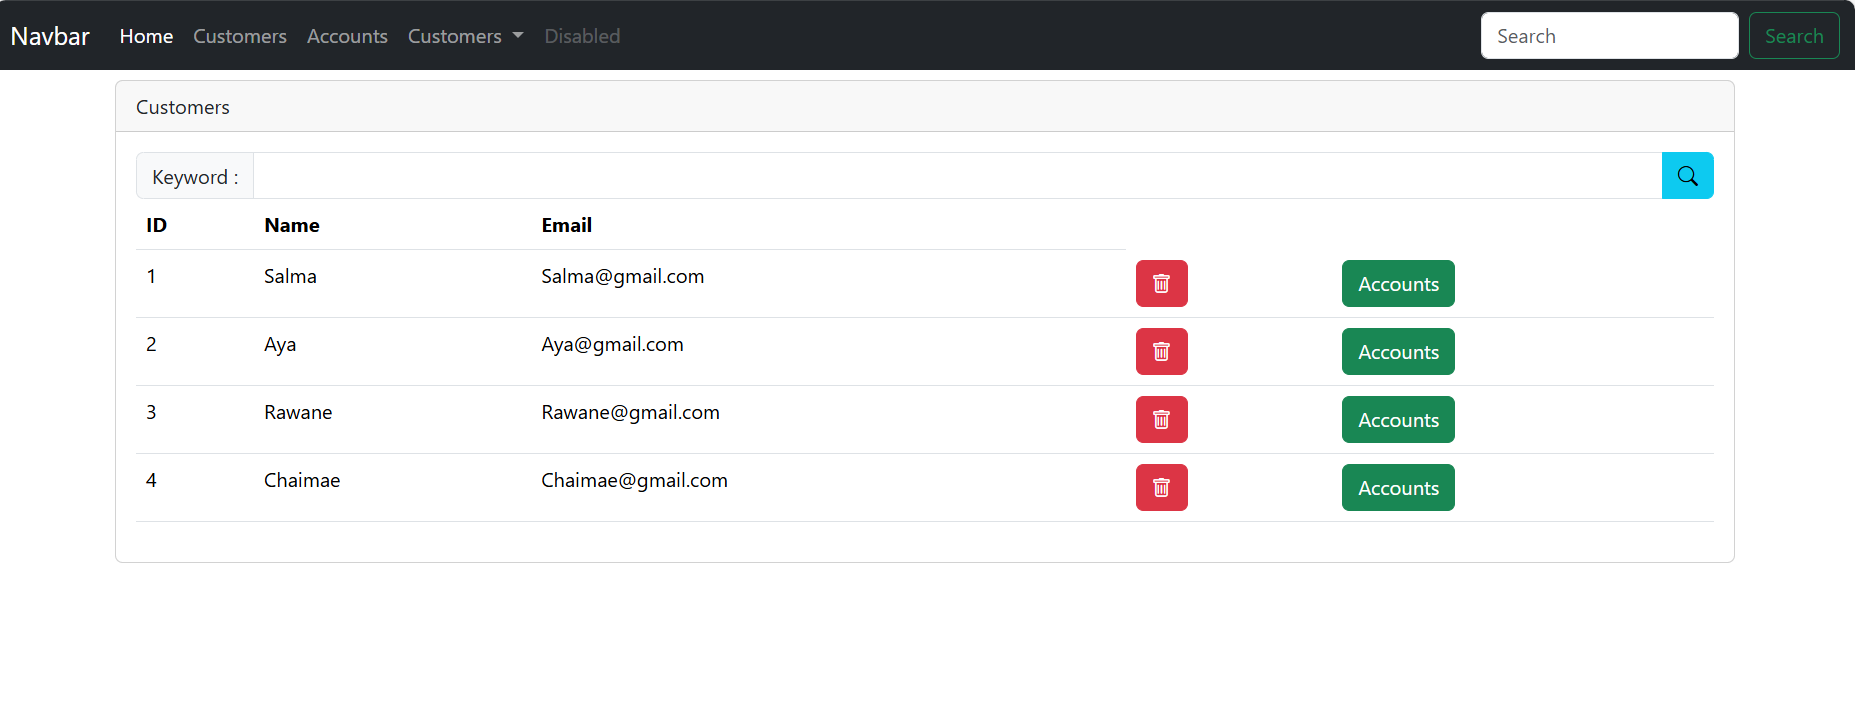 Navbar Home Customers Accounts Customers Disabled Search Search
Customers
Keyword :
ID Name Email
1 Salma Salma@gmail.com Accounts
2 Aya Aya@gmail.com Accounts
3 Rawane Rawane@gmail.com Accounts
4 Chaimae Chaimae@gmail.com Accounts